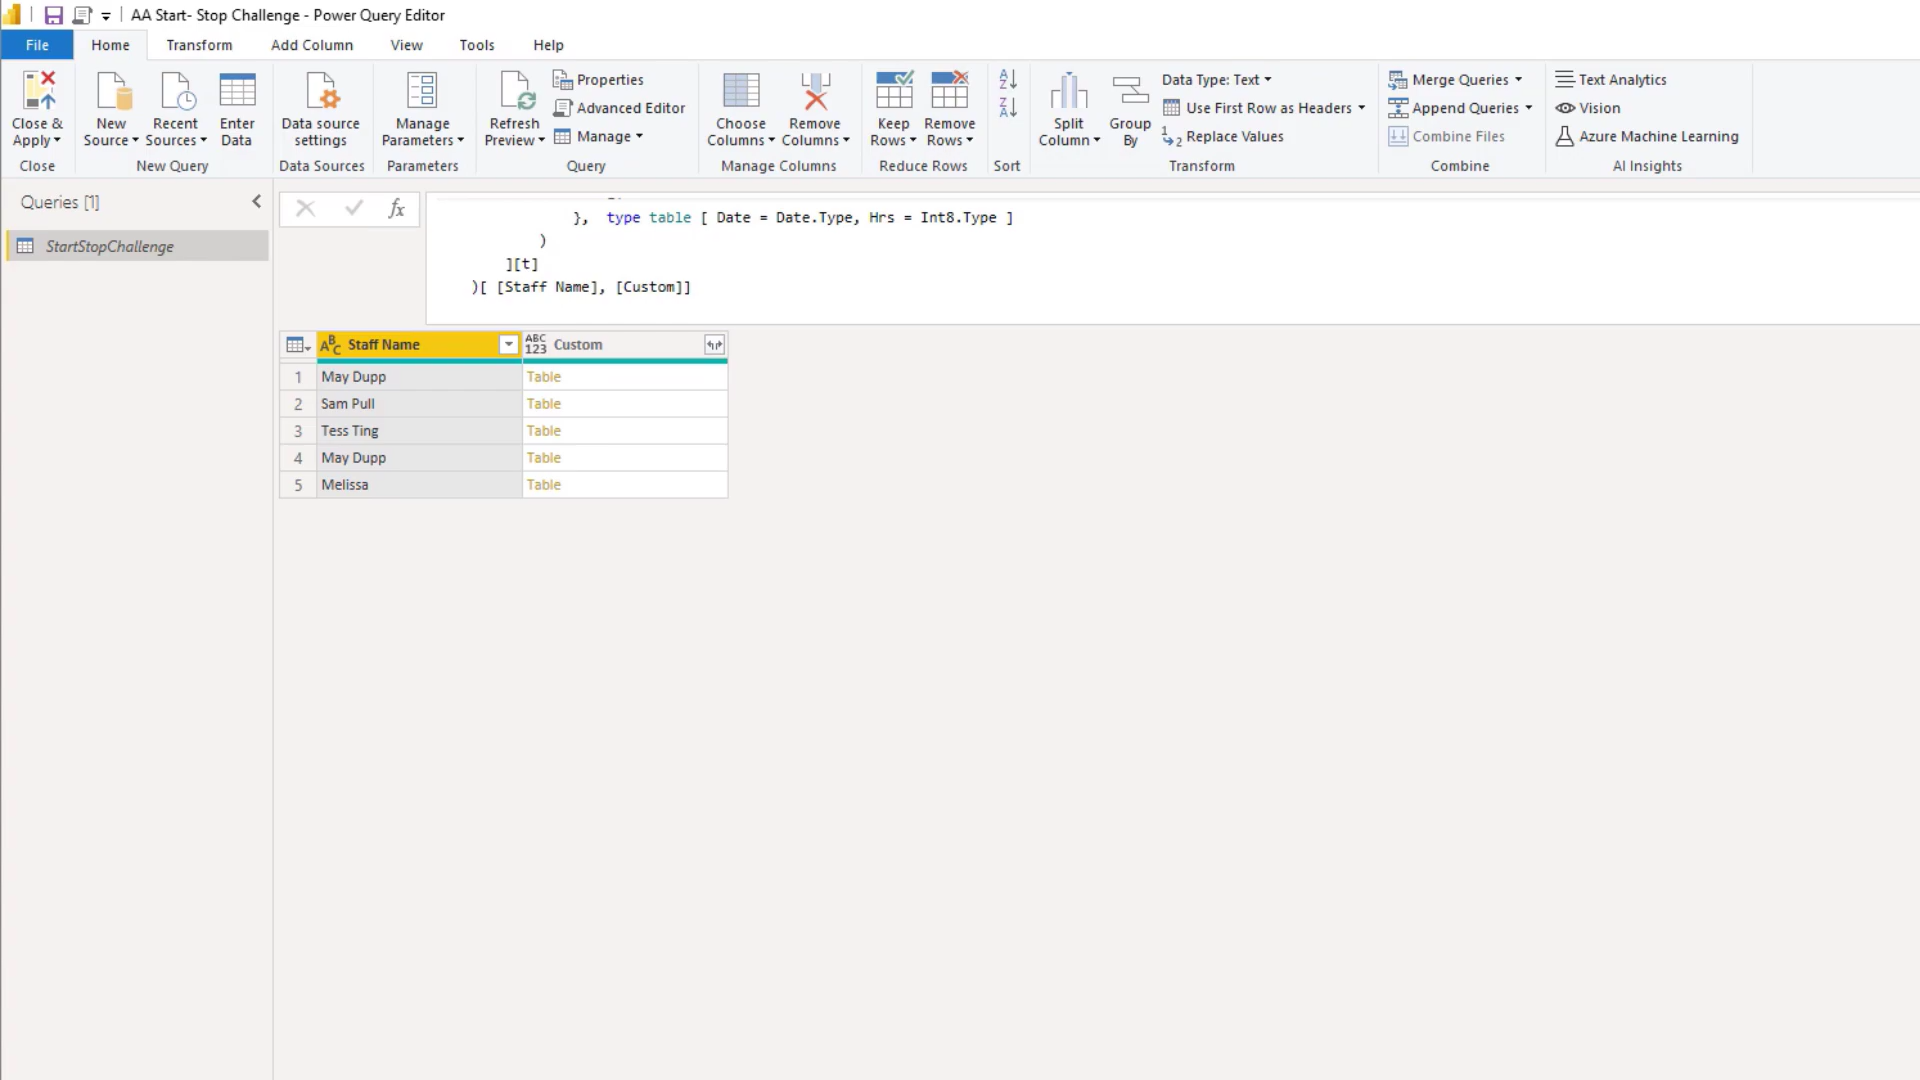 AA Start- Stop Challenge - Power Query Editor
File Home Transform Add Column View Tools Help
Close & Apply
Close
New Source
Recent Sources
Enter Data
New Query
Data source settings
Data Sources
Manage Parameters
Parameters
Refresh Preview
Properties
Advanced Editor
Manage
Query
Choose Columns
Remove Columns
Manage Columns
Keep Rows
Remove Rows
Reduce Rows
A Z
Z A
Sort
Split Column
Group By
Data Type: Text
Use First Row as Headers
1 2 Replace Values
Transform
Merge Queries
Append Queries
Combine Files
Combine
Text Analytics
Vision
Azure Machine Learning
AI Insights
Queries [1]
StartStopChallenge
fx
}, type table [ Date = Date.Type, Hrs = Int8.Type ]
)
][t]
)[ [Staff Name], [Custom]]
ABC Staff Name ABC 123 Custom
1 May Dupp Table
2 Sam Pull Table
3 Tess Ting Table
4 May Dupp Table
5 Melissa Table